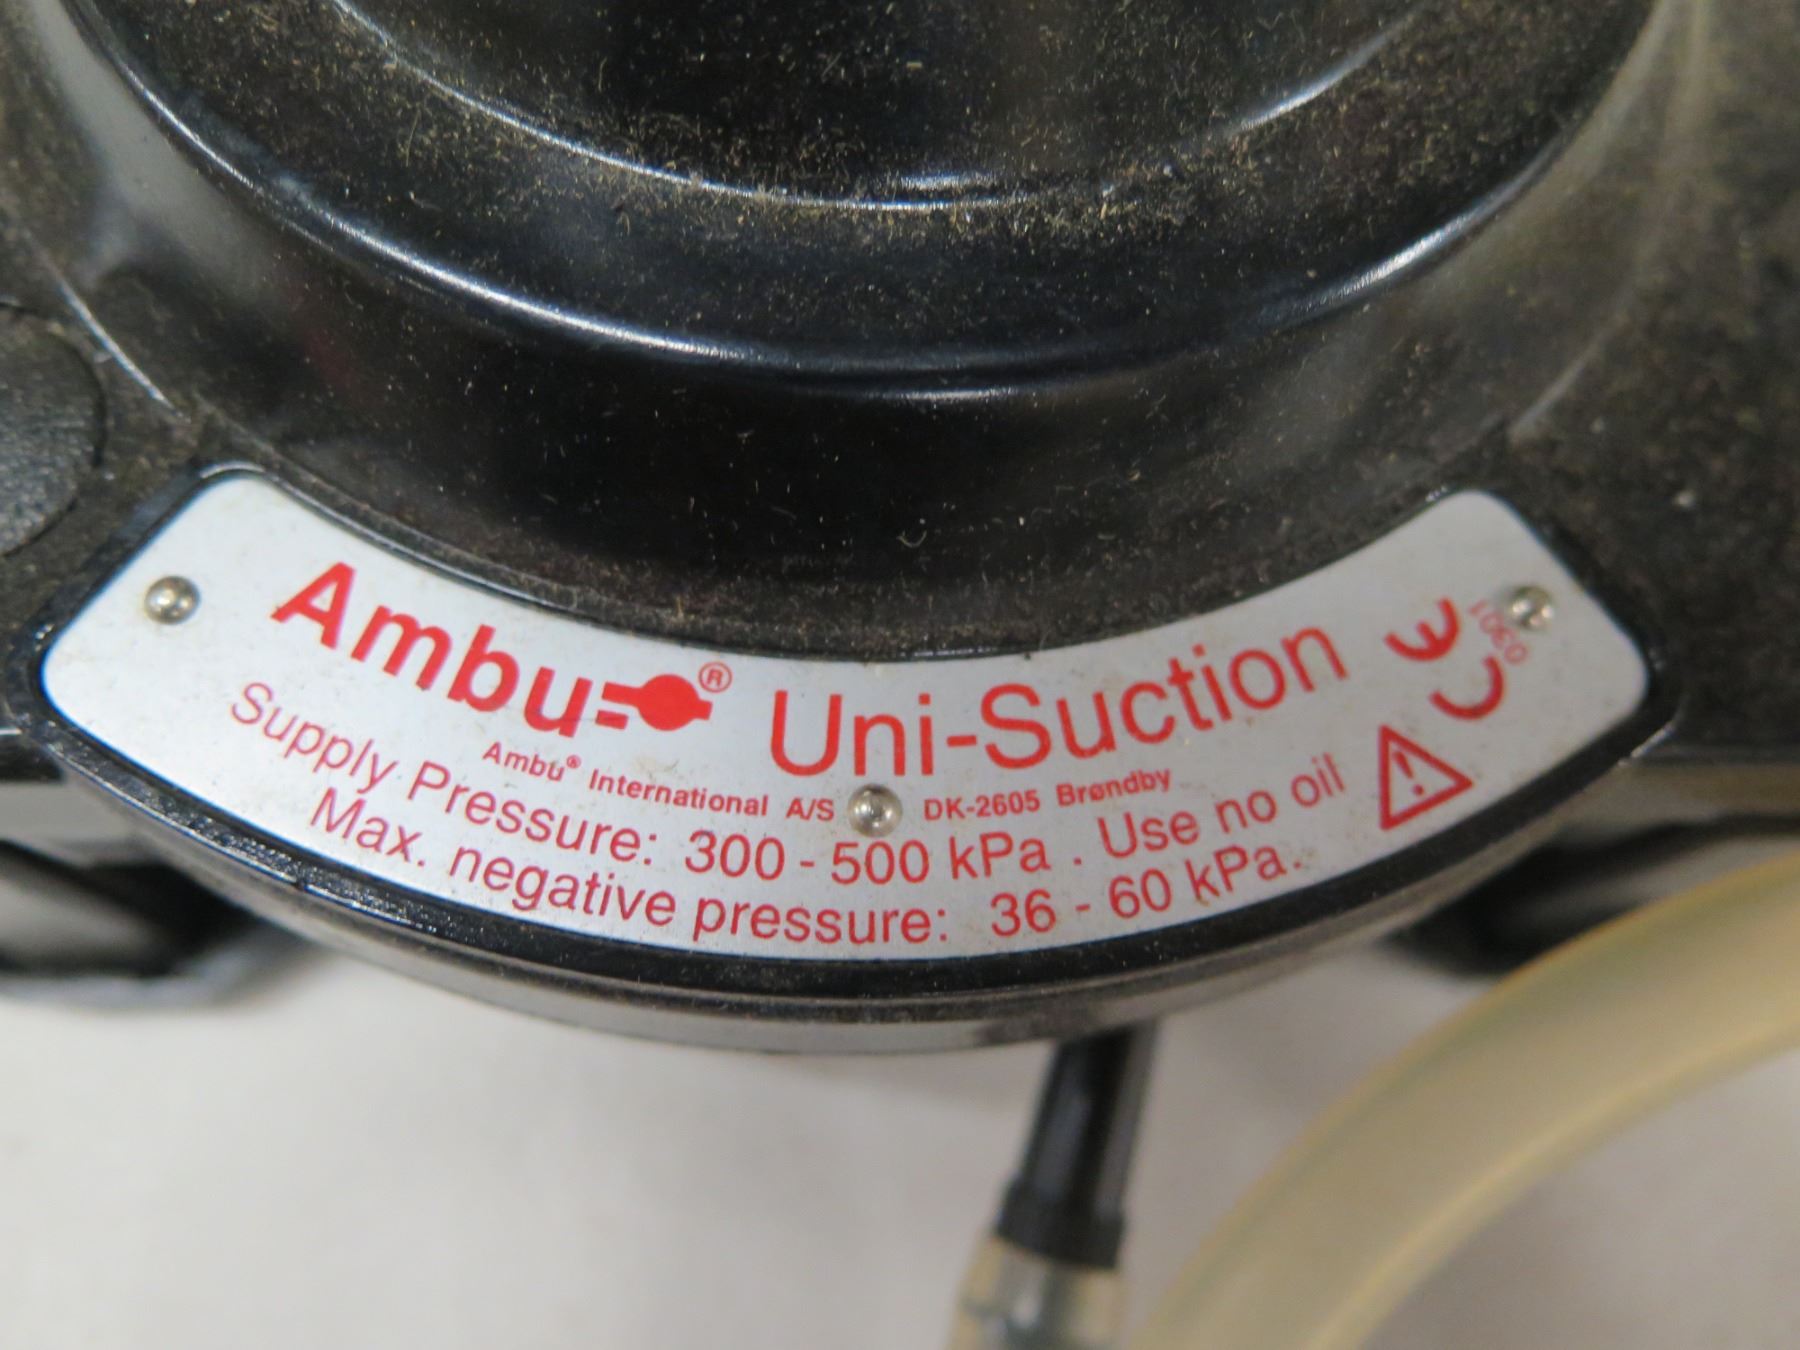 Ambu® Uni-Suction
Ambu® International A/S DK-2605 Brøndby
Supply Pressure: 300 - 500 kPa . Use no oil
Max. negative pressure: 36 - 60 kPa.
CE